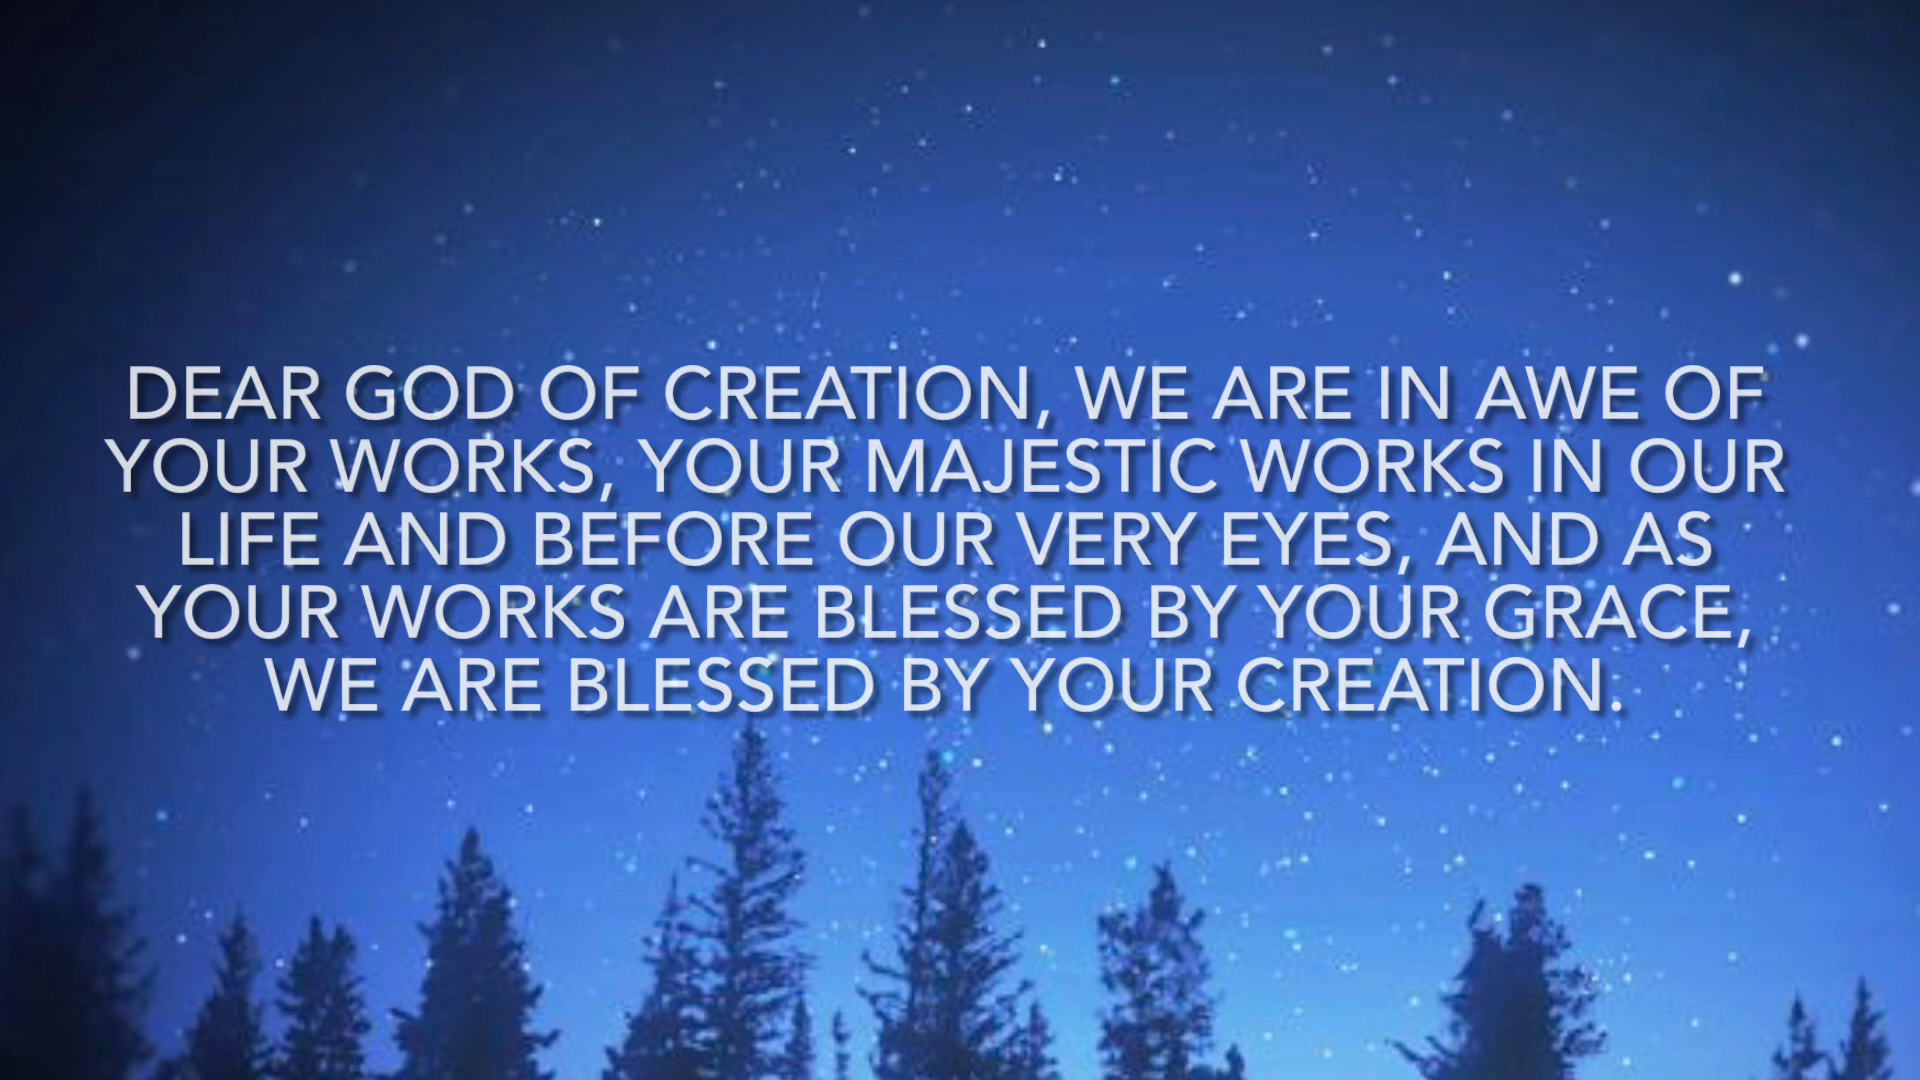 DEAR GOD OF CREATION, WE ARE IN AWE OF
YOUR WORKS, YOUR MAJESTIC WORKS IN OUR
LIFE AND BEFORE OUR VERY EYES, AND AS
YOUR WORKS ARE BLESSED BY YOUR GRACE,
WE ARE BLESSED BY YOUR CREATION.